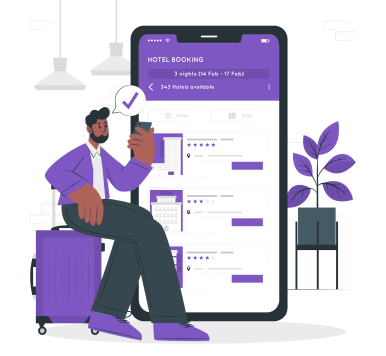 HOTEL BOOKING
3 nights (14 Feb - 17 Feb)
343 Hotels available
Filter
Map